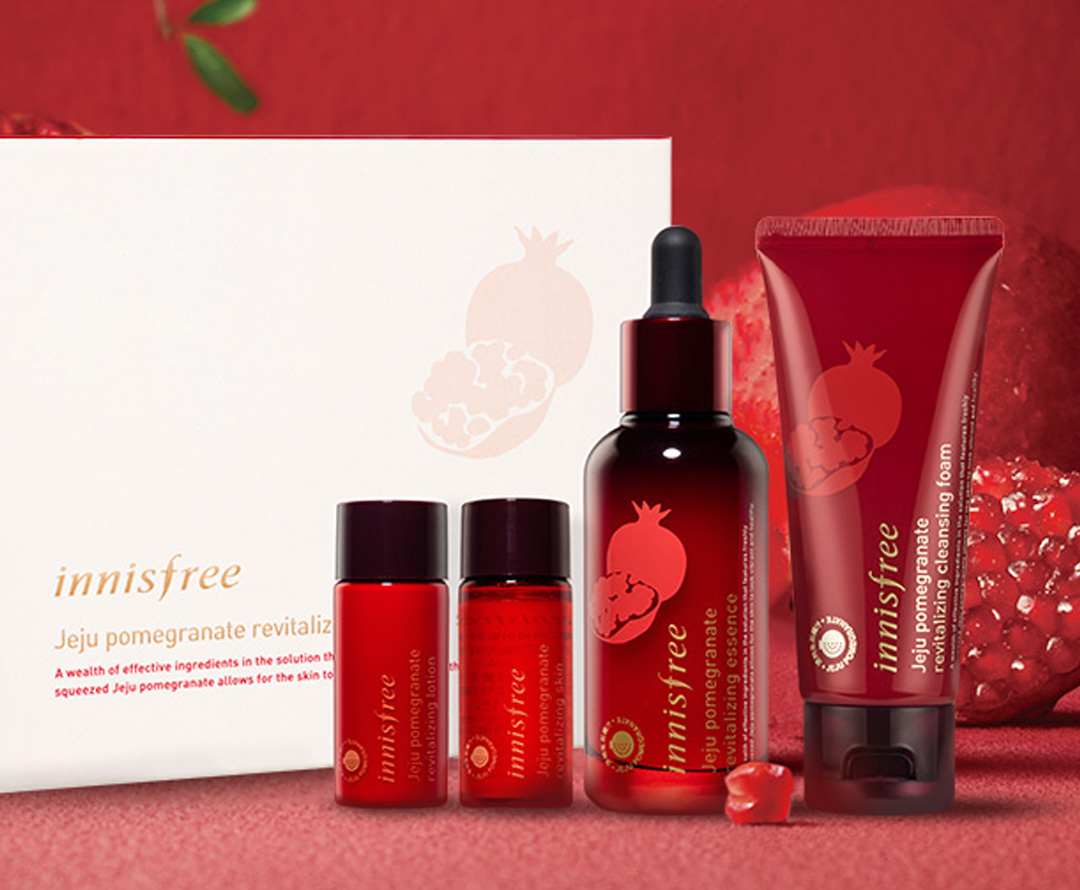 innisfree
Jeju pomegranate revitaliz
A wealth of effective ingredients in the solution th
squeezed Jeju pomegranate allows for the skin to
innisfree
Jeju pomegranate
revitalizing lotion
innisfree
Jeju pomegranate
revitalizing skin
innisfree
Jeju pomegranate
revitalizing essence
innisfree
Jeju pomegranate
revitalizing cleansing foam